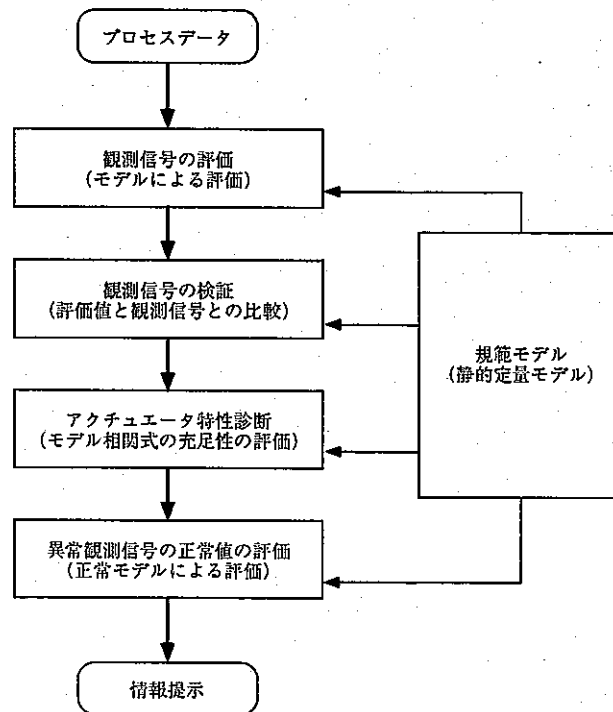 プロセスデータ
観測信号の評価
(モデルによる評価)
観測信号の検証
(評価値と観測信号との比較)
規範モデル
(静的定量モデル)
アクチュエータ特性診断
(モデル相関式の充足性の評価)
異常観測信号の正常値の評価
(正常モデルによる評価)
情報提示